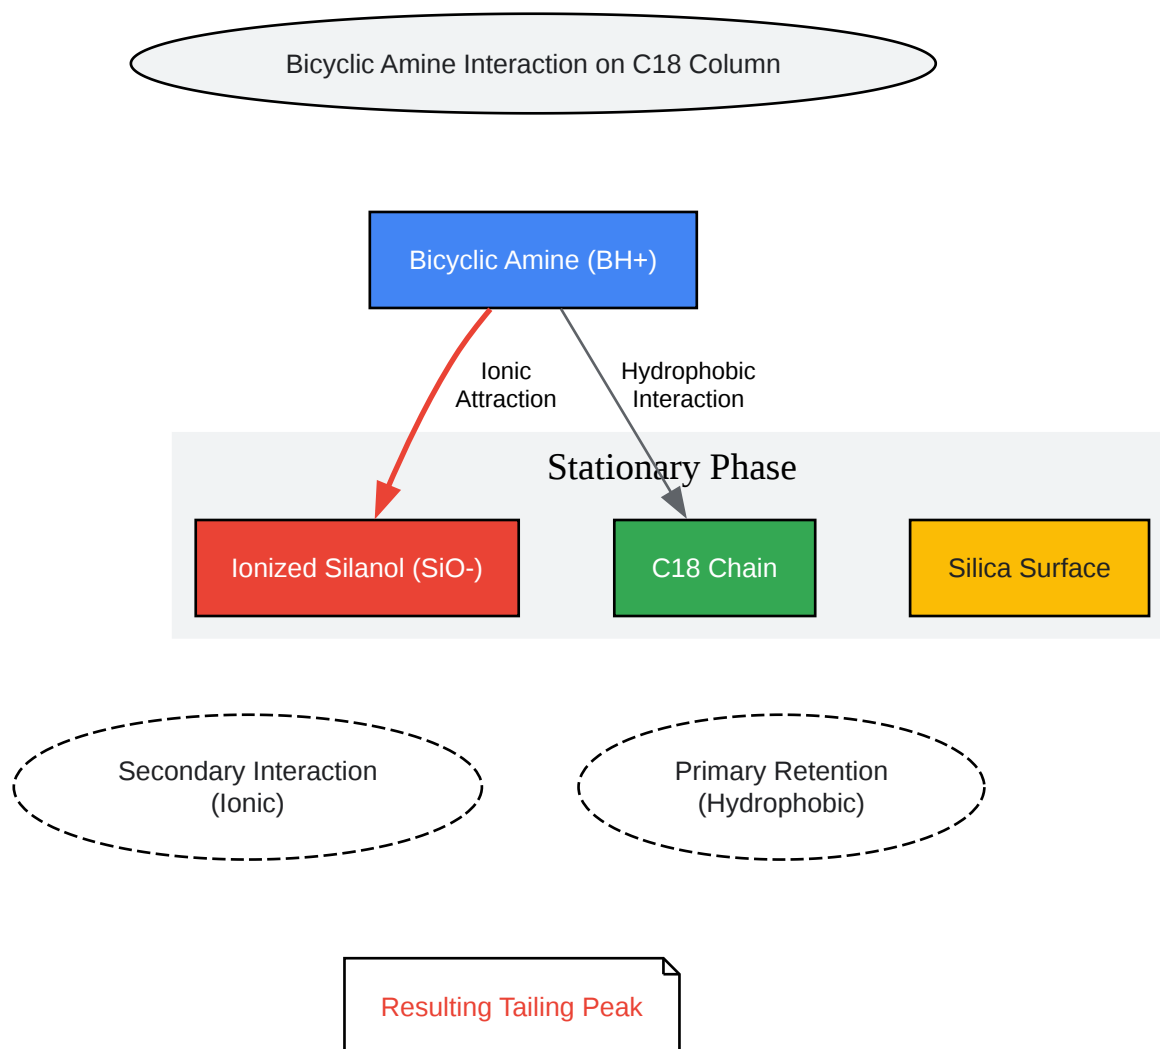 Bicyclic Amine Interaction on C18 Column
Bicyclic Amine (BH+)
Ionic
Attraction
Hydrophobic
Interaction
Stationary Phase
Ionized Silanol (SiO-)
C18 Chain
Silica Surface
Secondary Interaction
(Ionic)
Primary Retention
(Hydrophobic)
Resulting Tailing Peak